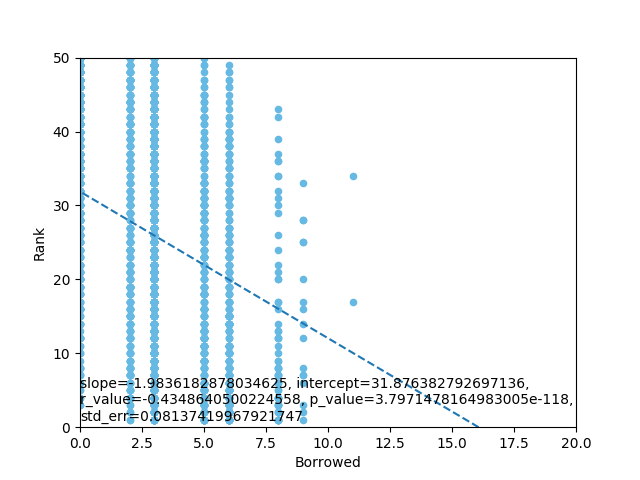 50
40
30
20
10
0
Rank
slope=-1.9836182878034625, intercept=31.876382792697136,
r_value=-0.4348640500224558, p_value=3.7971478164983005e-118,
std_err=0.08137419967921747
0.0 2.5 5.0 7.5 10.0 12.5 15.0 17.5 20.0
Borrowed